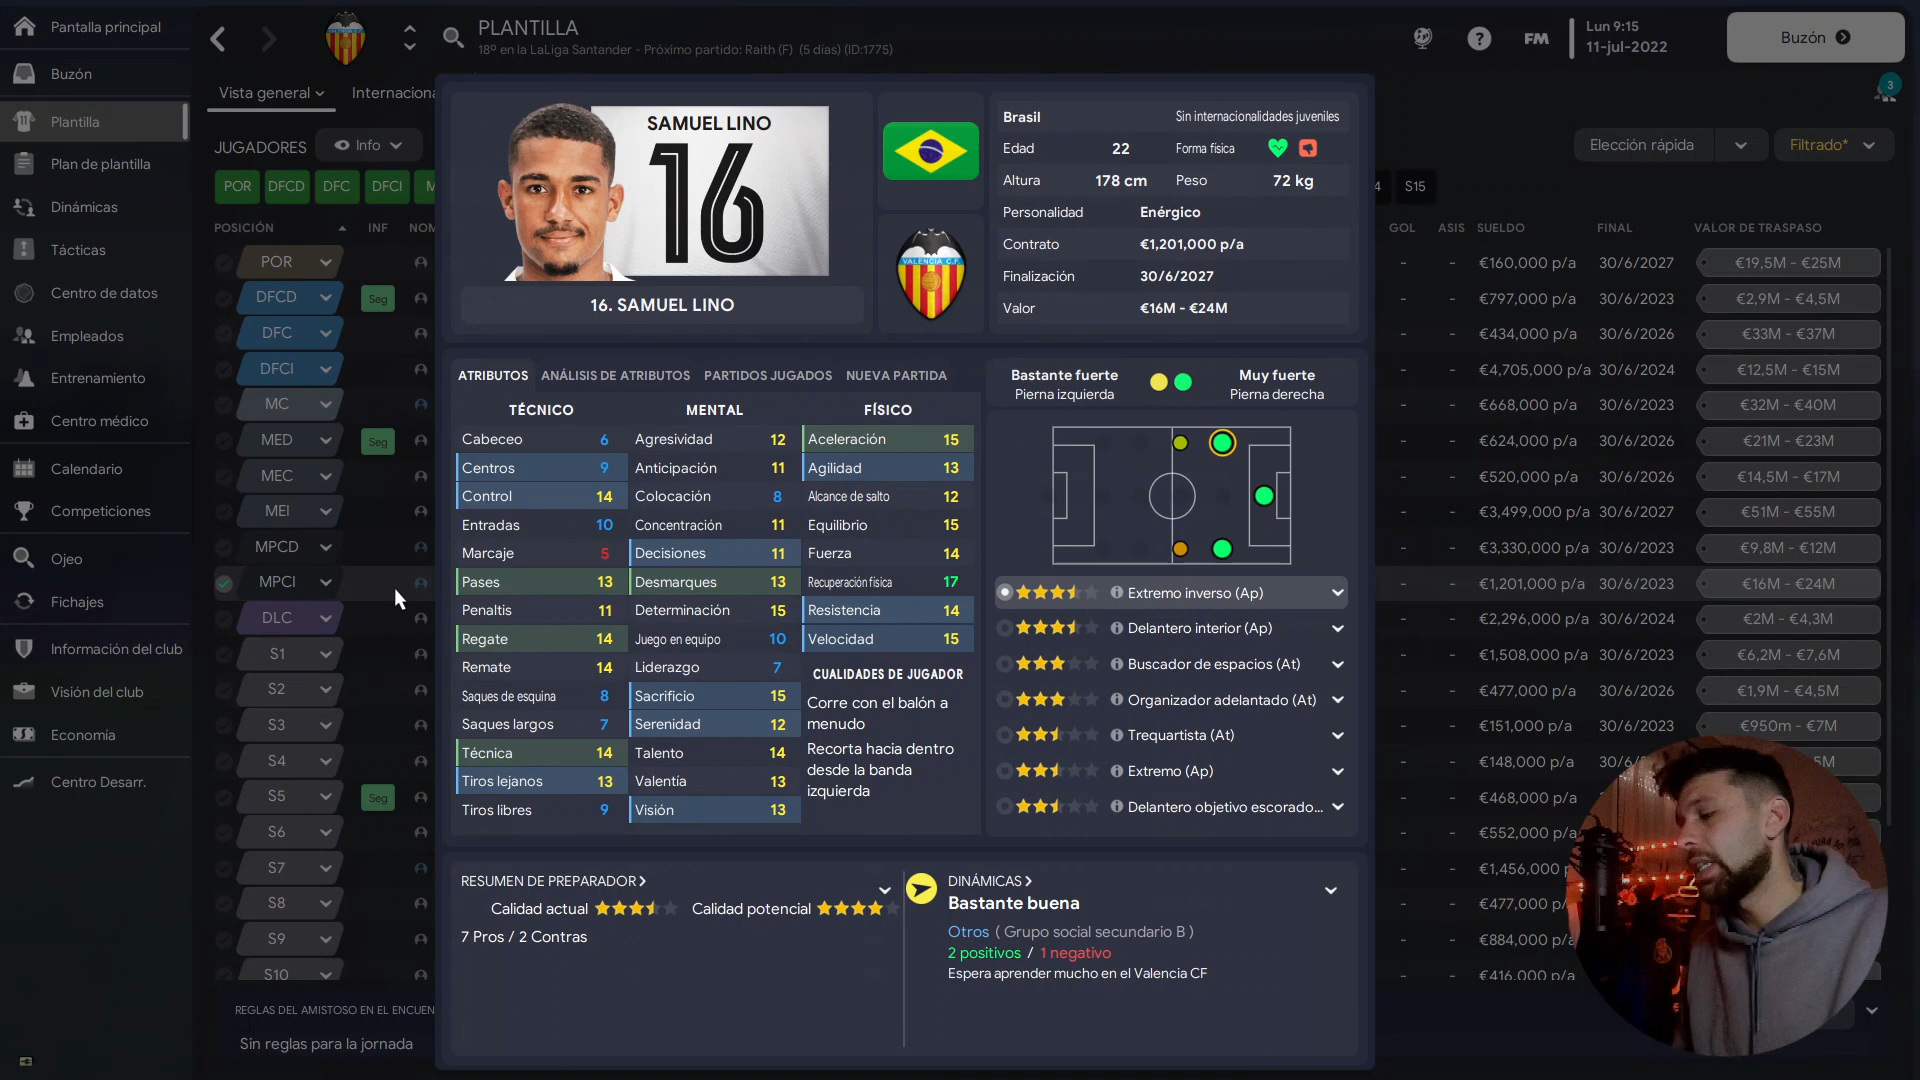 Pantalla principal
Buzón
Plantilla
Plan de plantilla
Dinámicas
Tácticas
Centro de datos
Empleados
Entrenamiento
Centro médico
Calendario
Competiciones
Ojeo
Fichajes
Información del club
Visión del club
Economía
Centro Desarr.
PLANTILLA
18º en la LaLiga Santander - Próximo partido: Raith (F) (5 días) (ID:1775)
FM
Lun 9:15
11-jul-2022
Buzón
3
Vista general
Internaciona
JUGADORES
Info
Elección rápida
Filtrado*
POR DFCD DFC DFCI M
4 S15
POSICIÓN INF NOM
GOL ASIS SUELDO FINAL VALOR DE TRASPASO
POR
- - €160,000 p/a 30/6/2027 €19,5M - €25M
DFCD Seg
- - €797,000 p/a 30/6/2023 €2,9M - €4,5M
DFC
- - €434,000 p/a 30/6/2026 €33M - €37M
DFCI
- - €4,705,000 p/a 30/6/2024 €12,5M - €15M
MC
- - €668,000 p/a 30/6/2023 €32M - €40M
MED Seg
- - €624,000 p/a 30/6/2026 €21M - €23M
MEC
- - €520,000 p/a 30/6/2026 €14,5M - €17M
MEI
- - €3,499,000 p/a 30/6/2027 €51M - €55M
MPCD
- - €3,330,000 p/a 30/6/2026 €9,8M - €12M
MPCI
- - €1,201,000 p/a 30/6/2023 €16M - €24M
DLC
- - €2,296,000 p/a 30/6/2024 €2M - €4,3M
S1
- - €1,508,000 p/a 30/6/2023 €6,2M - €7,6M
S2
- - €477,000 p/a 30/6/2026 €1,9M - €4,5M
S3
- - €151,000 p/a 30/6/2023 €950m - €7M
S4
- - €148,000 p/a 30/6/ 5M
S5 Seg
- - €468,000 p/a
S6
- - €552,000 p/a
S7
- - €1,456,000
S8
- - €477,000 p/
S9
- - €884,000 p/a
S10
- - €416,000 p/a
REGLAS DEL AMISTOSO EN EL ENCUEN
Sin reglas para la jornada
SAMUEL LINO
16
16. SAMUEL LINO
VALENCIA C.F.
Brasil Sin internacionalidades juveniles
Edad 22 Forma física
Altura 178 cm Peso 72 kg
Personalidad Enérgico
Contrato €1,201,000 p/a
Finalización 30/6/2027
Valor €16M - €24M
ATRIBUTOS ANÁLISIS DE ATRIBUTOS PARTIDOS JUGADOS NUEVA PARTIDA
TÉCNICO MENTAL FÍSICO
Cabeceo 6 Agresividad 12 Aceleración 15
Centros 9 Anticipación 11 Agilidad 13
Control 14 Colocación 8 Alcance de salto 12
Entradas 10 Concentración 11 Equilibrio 15
Marcaje 5 Decisiones 11 Fuerza 14
Pases 13 Desmarques 13 Recuperación física 17
Penaltis 11 Determinación 15 Resistencia 14
Regate 14 Juego en equipo 10 Velocidad 15
Remate 14 Liderazgo 7
Saques de esquina 8 Sacrificio 15
Saques largos 7 Serenidad 12
Técnica 14 Talento 14
Tiros lejanos 13 Valentía 13
Tiros libres 9 Visión 13
CUALIDADES DE JUGADOR
Corre con el balón a
menudo
Recorta hacia dentro
desde la banda
izquierda
Bastante fuerte Muy fuerte
Pierna izquierda Pierna derecha
Extremo inverso (Ap)
Delantero interior (Ap)
Buscador de espacios (At)
Organizador adelantado (At)
Trequartista (At)
Extremo (Ap)
Delantero objetivo escorado...
RESUMEN DE PREPARADOR
Calidad actual Calidad potencial
7 Pros / 2 Contras
DINÁMICAS
Bastante buena
Otros ( Grupo social secundario B )
2 positivos / 1 negativo
Espera aprender mucho en el Valencia CF